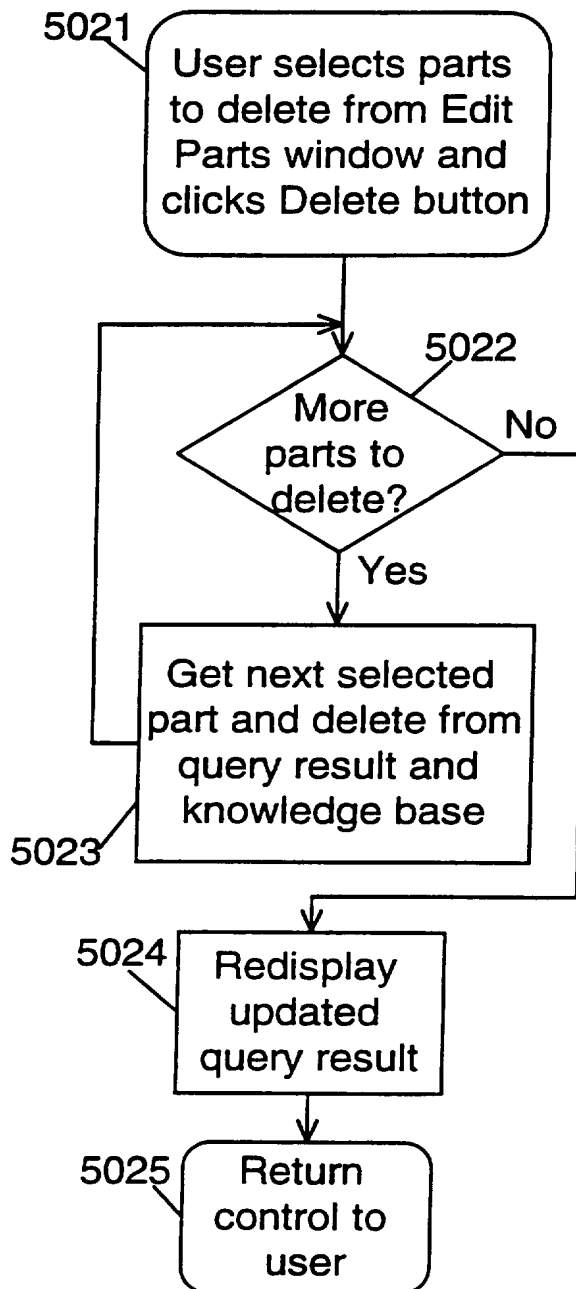 5021
User selects parts
to delete from Edit
Parts window and
clicks Delete button
5022
More
parts to
delete?
No
Yes
Get next selected
part and delete from
query result and
knowledge base
5023
5024
Redisplay
updated
query result
5025
Return
control to
user